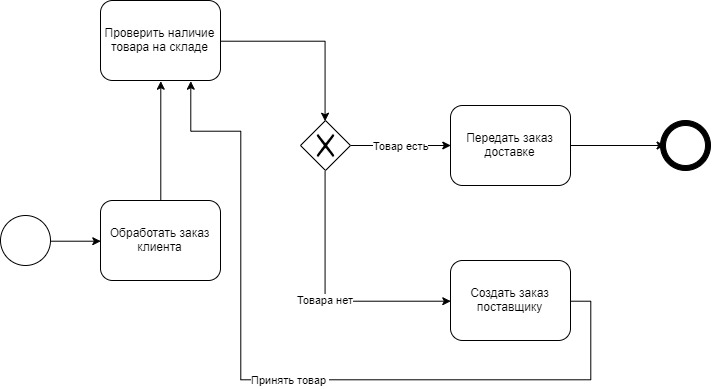 Проверить наличие
товара на складе
Товар есть
Передать заказ
доставке
Обработать заказ
клиента
Товара нет
Создать заказ
поставщику
Принять товар